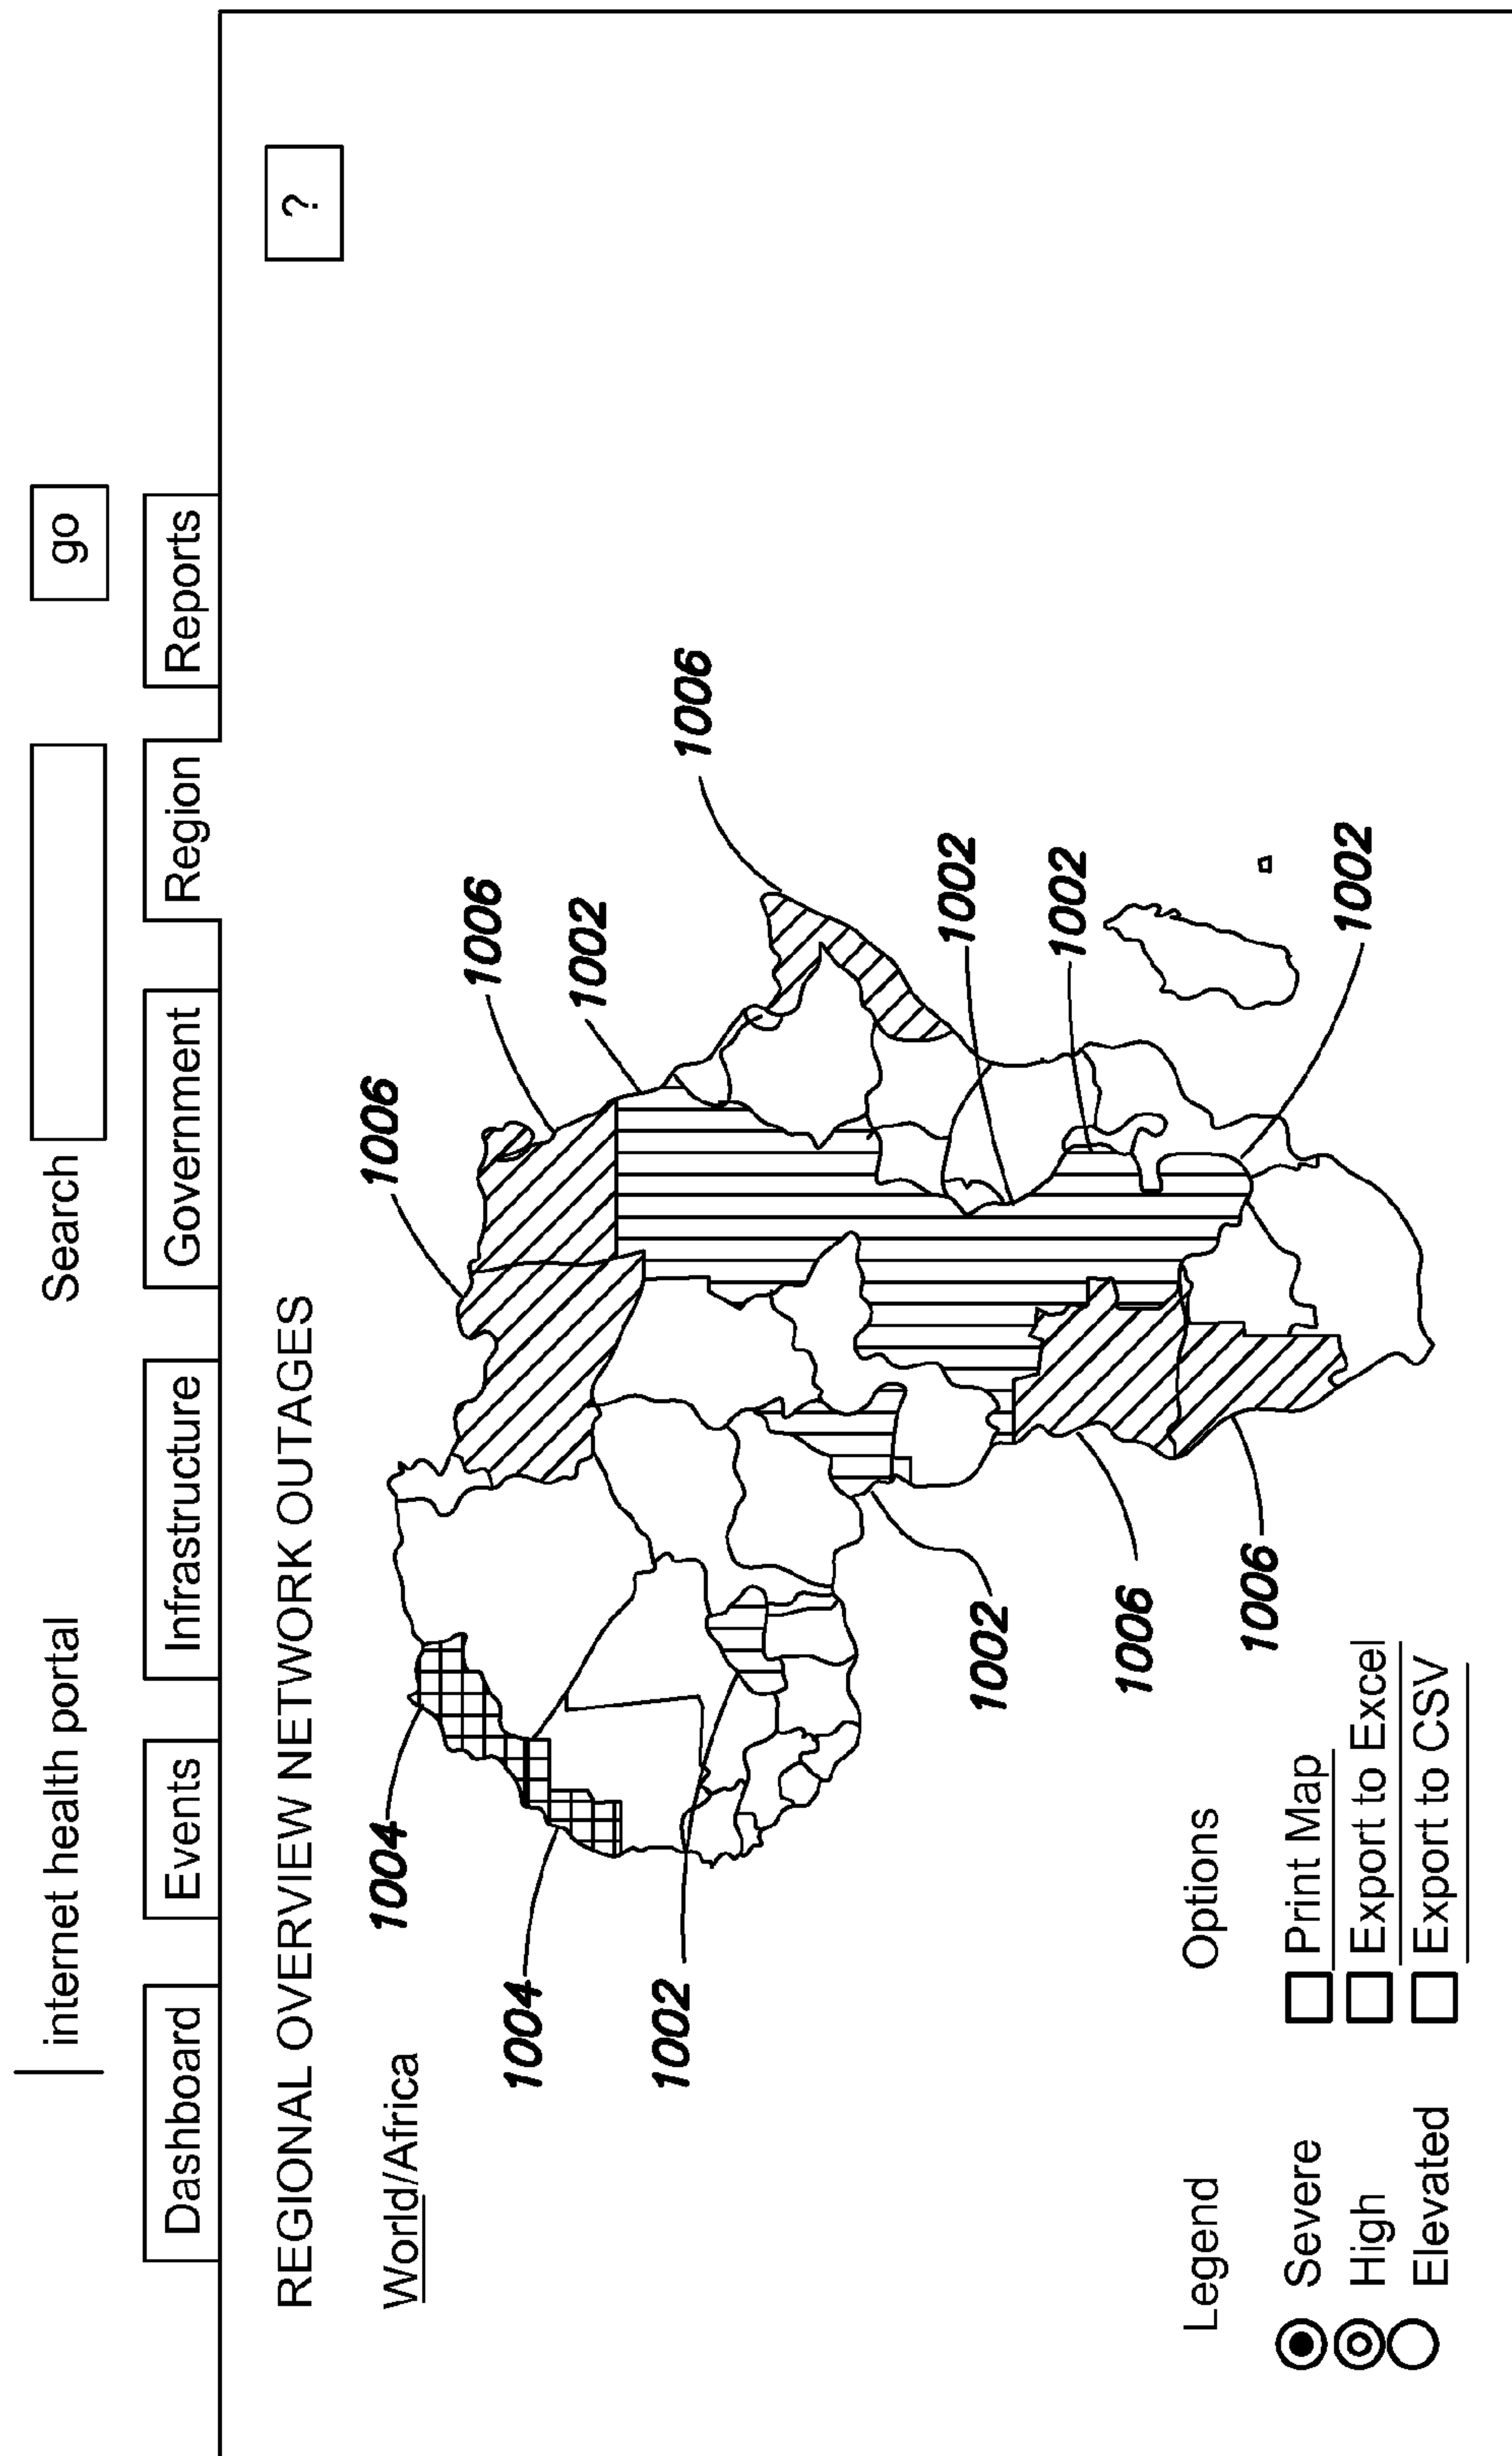 internet health portal
Search
go
Dashboard
Events
Infrastructure
Government
Region
Reports
REGIONAL OVERVIEW NETWORK OUTAGES
?
World/Africa
1004
1004
1002
1006
1006
1002
1006
1002
1002
1002
1002
1006
1006
Legend
Severe
High
Elevated
Options
Print Map
Export to Excel
Export to CSV